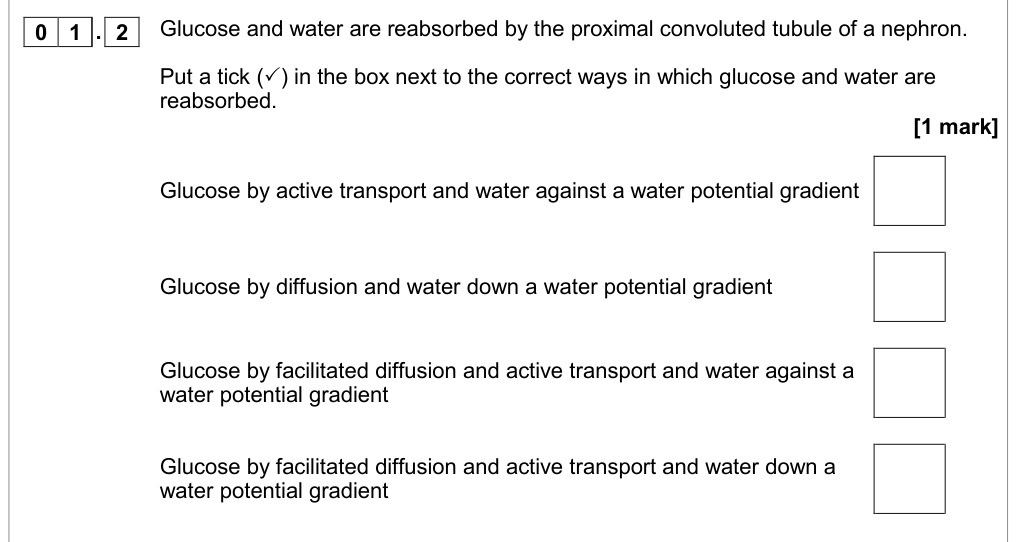 01.2 Glucose and water are reabsorbed by the proximal convoluted tubule of a nephron.
Put a tick (✓) in the box next to the correct ways in which glucose and water are
reabsorbed.
[1 mark]
Glucose by active transport and water against a water potential gradient
Glucose by diffusion and water down a water potential gradient
Glucose by facilitated diffusion and active transport and water against a
water potential gradient
Glucose by facilitated diffusion and active transport and water down a
water potential gradient